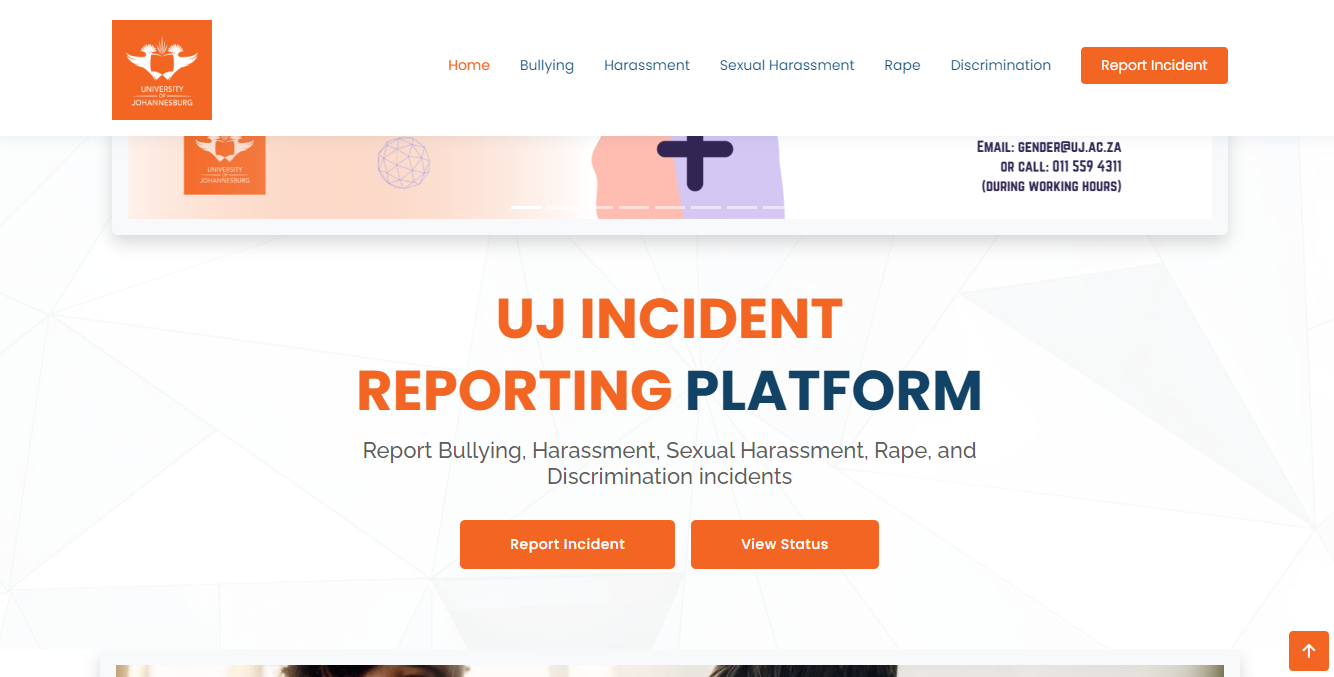 UNIVERSITY
OF
JOHANNESBURG
Home Bullying Harassment Sexual Harassment Rape Discrimination Report Incident
UNIVERSITY
OF
JOHANNESBURG
EMAIL: GENDER@UJ.AC.ZA
OR CALL: 011 559 4311
(DURING WORKING HOURS)
UJ INCIDENT
REPORTING PLATFORM
Report Bullying, Harassment, Sexual Harassment, Rape, and
Discrimination incidents
Report Incident View Status